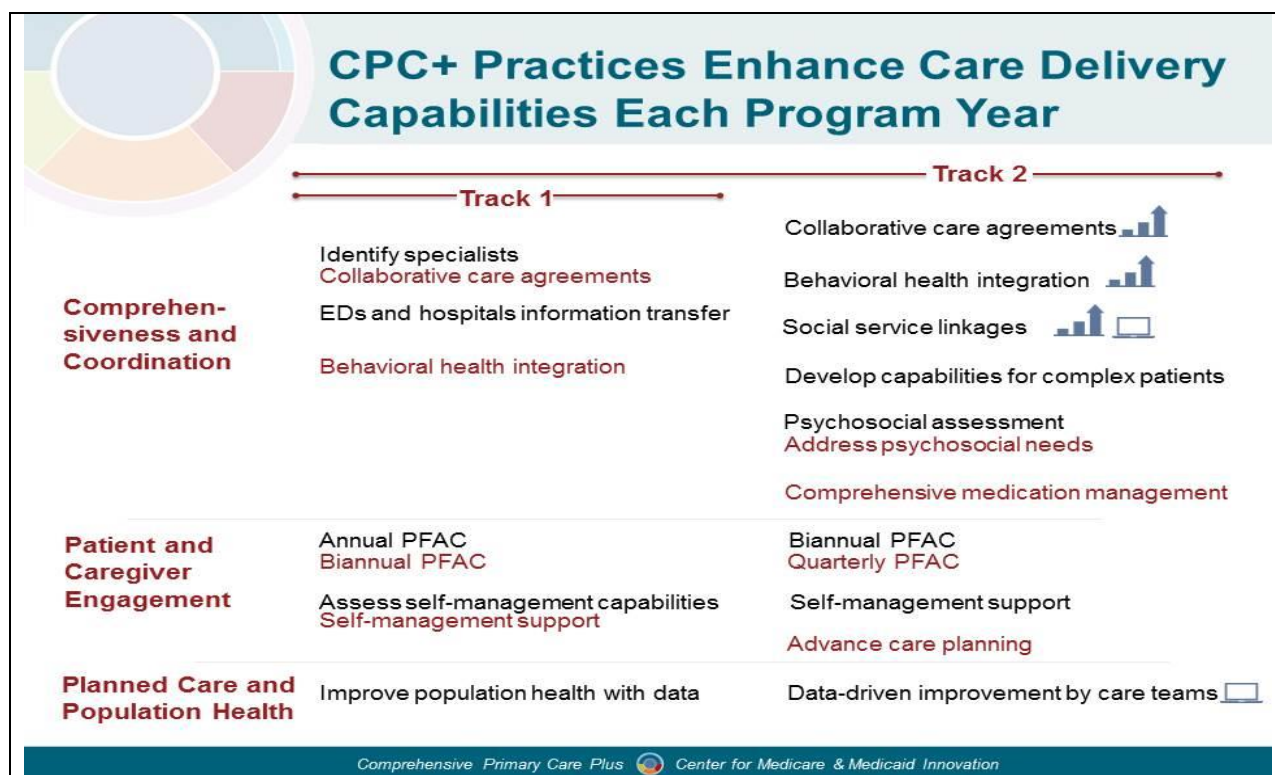 CPC+ Practices Enhance Care Delivery
Capabilities Each Program Year
Track 2
Track 1
Comprehen-
siveness and
Coordination
Identify specialists
Collaborative care agreements
EDs and hospitals information transfer
Behavioral health integration
Collaborative care agreements
Behavioral health integration
Social service linkages
Develop capabilities for complex patients
Psychosocial assessment
Address psychosocial needs
Comprehensive medication management
Patient and
Caregiver
Engagement
Annual PFAC
Biannual PFAC
Assess self-management capabilities
Self-management support
Biannual PFAC
Quarterly PFAC
Self-management support
Advance care planning
Planned Care and
Population Health
Improve population health with data
Data-driven improvement by care teams
Comprehensive Primary Care Plus Center for Medicare & Medicaid Innovation